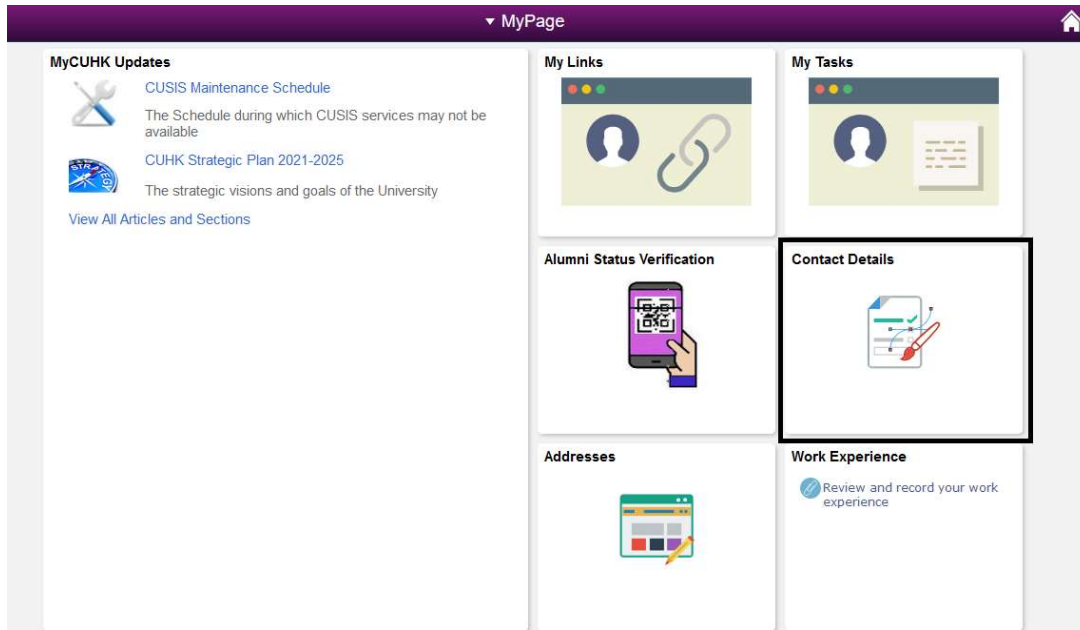 MyPage
MyCUHK Updates
CUSIS Maintenance Schedule
The Schedule during which CUSIS services may not be
available
STRATEGY
CUHK Strategic Plan 2021-2025
The strategic visions and goals of the University
View All Articles and Sections
My Links
My Tasks
Alumni Status Verification
Contact Details
Addresses
Work Experience
Review and record your work
experience